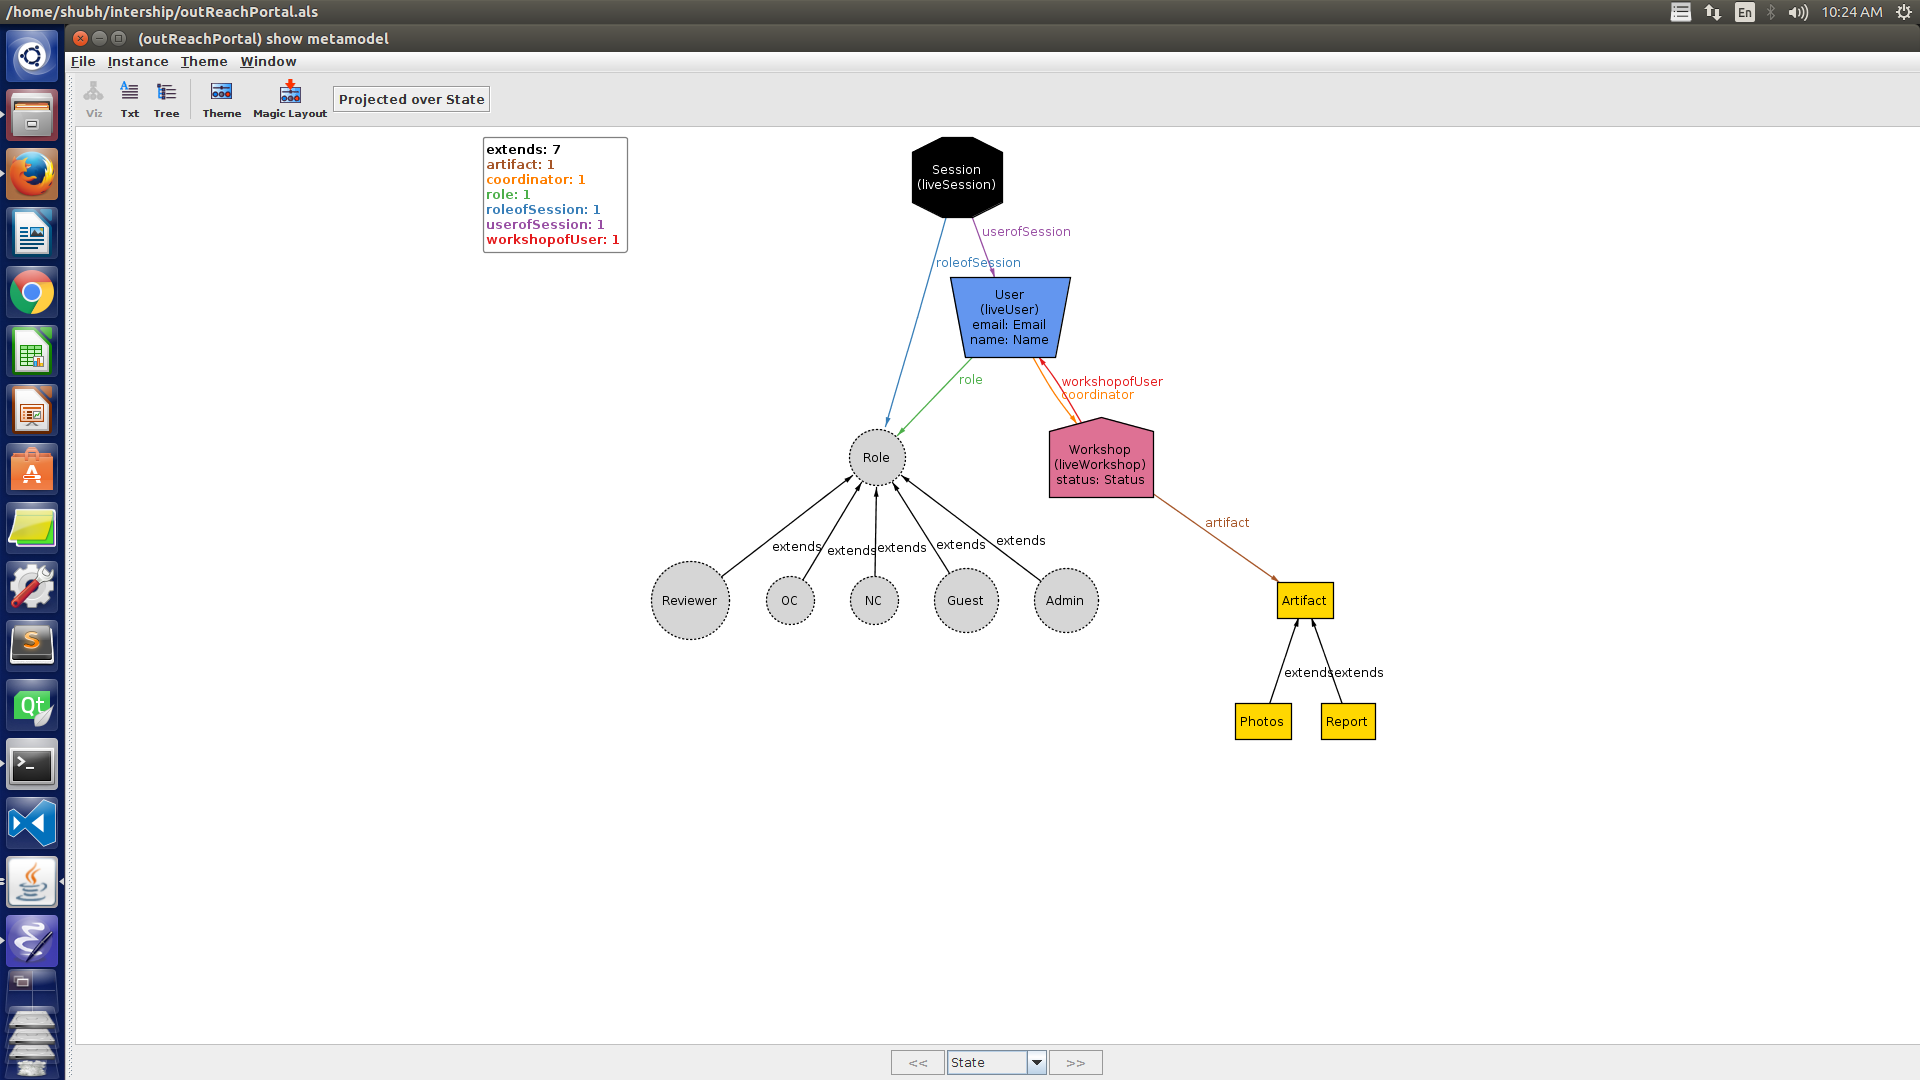 /home/shubh/intership/outReachPortal.als
En
10:24 AM
(outReachPortal) show metamodel
File Instance Theme Window
Viz
Txt
Tree
Theme
Magic Layout
Projected over State
extends: 7
artifact: 1
coordinator: 1
role: 1
roleofSession: 1
userofSession: 1
workshopofUser: 1
Session
(liveSession)
userofSession
roleofSession
User
(liveUser)
email: Email
name: Name
role
workshopofUser
coordinator
Role
Workshop
(liveWorkshop)
status: Status
artifact
extends
extends
extends
extends
extends
Reviewer
OC
NC
Guest
Admin
Artifact
extends
extends
Photos
Report
Qt
<<
State
>>